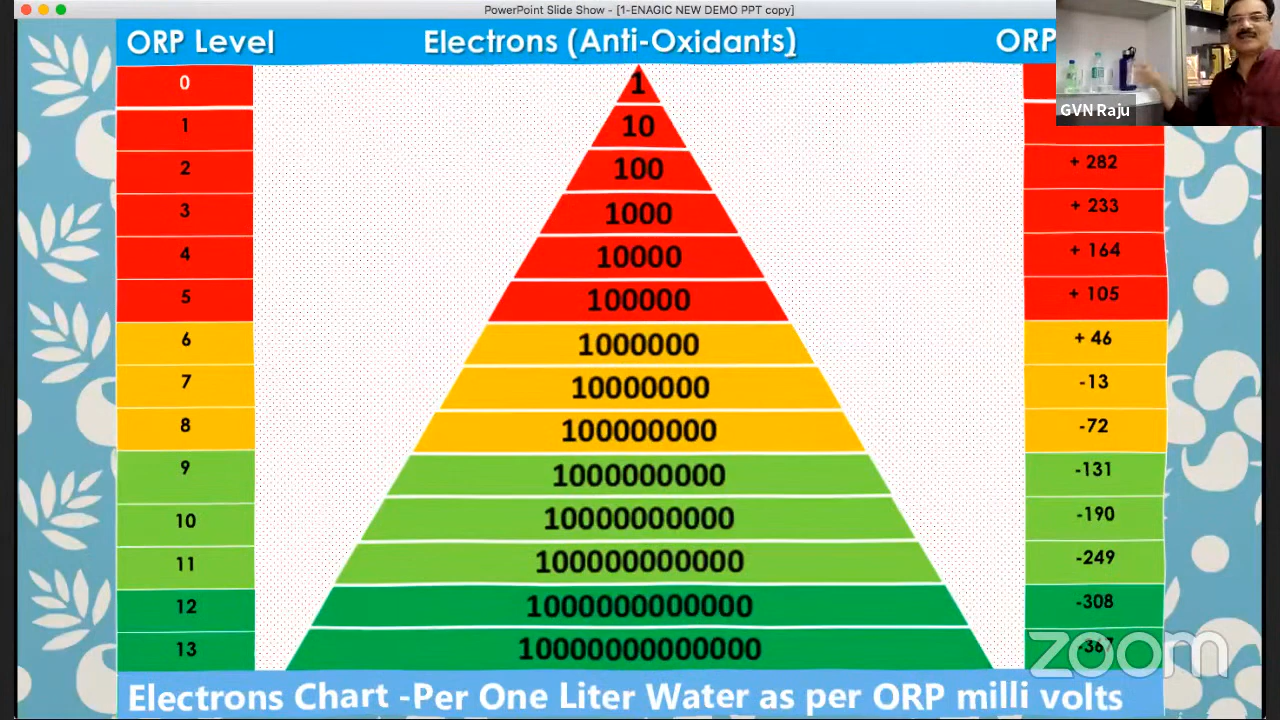 PowerPoint Slide Show - [1-ENAGIC NEW DEMO PPT copy]
ORP Level Electrons (Anti-Oxidants) ORP
GVN Raju
0 1
1 10
2 100 + 282
3 1000 + 233
4 10000 + 164
5 100000 + 105
6 1000000 + 46
7 10000000 -13
8 100000000 -72
9 1000000000 -131
10 10000000000 -190
11 100000000000 -249
12 1000000000000 -308
13 10000000000000 -367
zoom
Electrons Chart -Per One Liter Water as per ORP milli volts